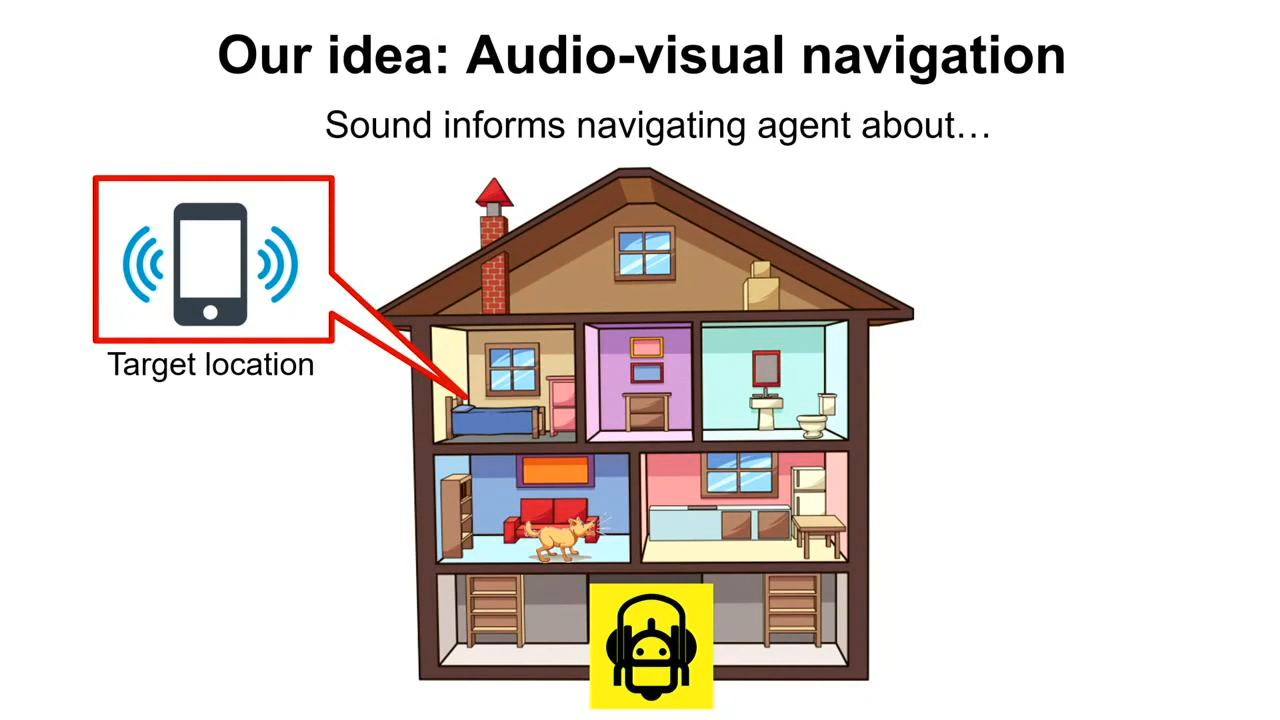 Our idea: Audio-visual navigation
Sound informs navigating agent about…
Target location